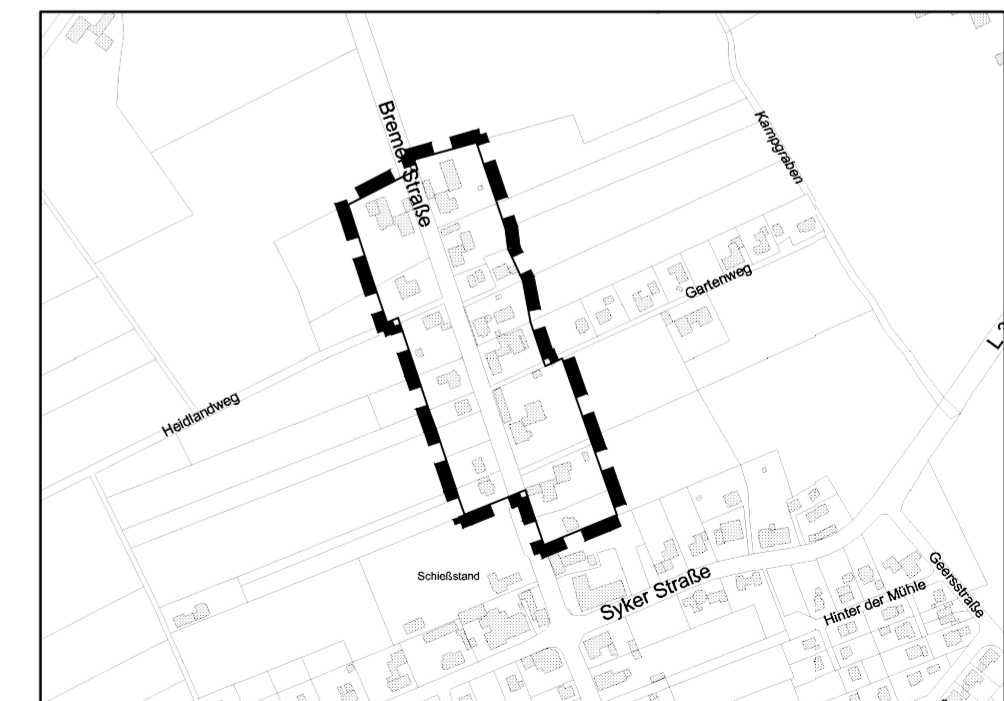 Bremer Straße
Kampgraben
Gartenweg
Heidlandweg
Schießstand
Syker Straße
Hinter der Mühle
Geersstraße